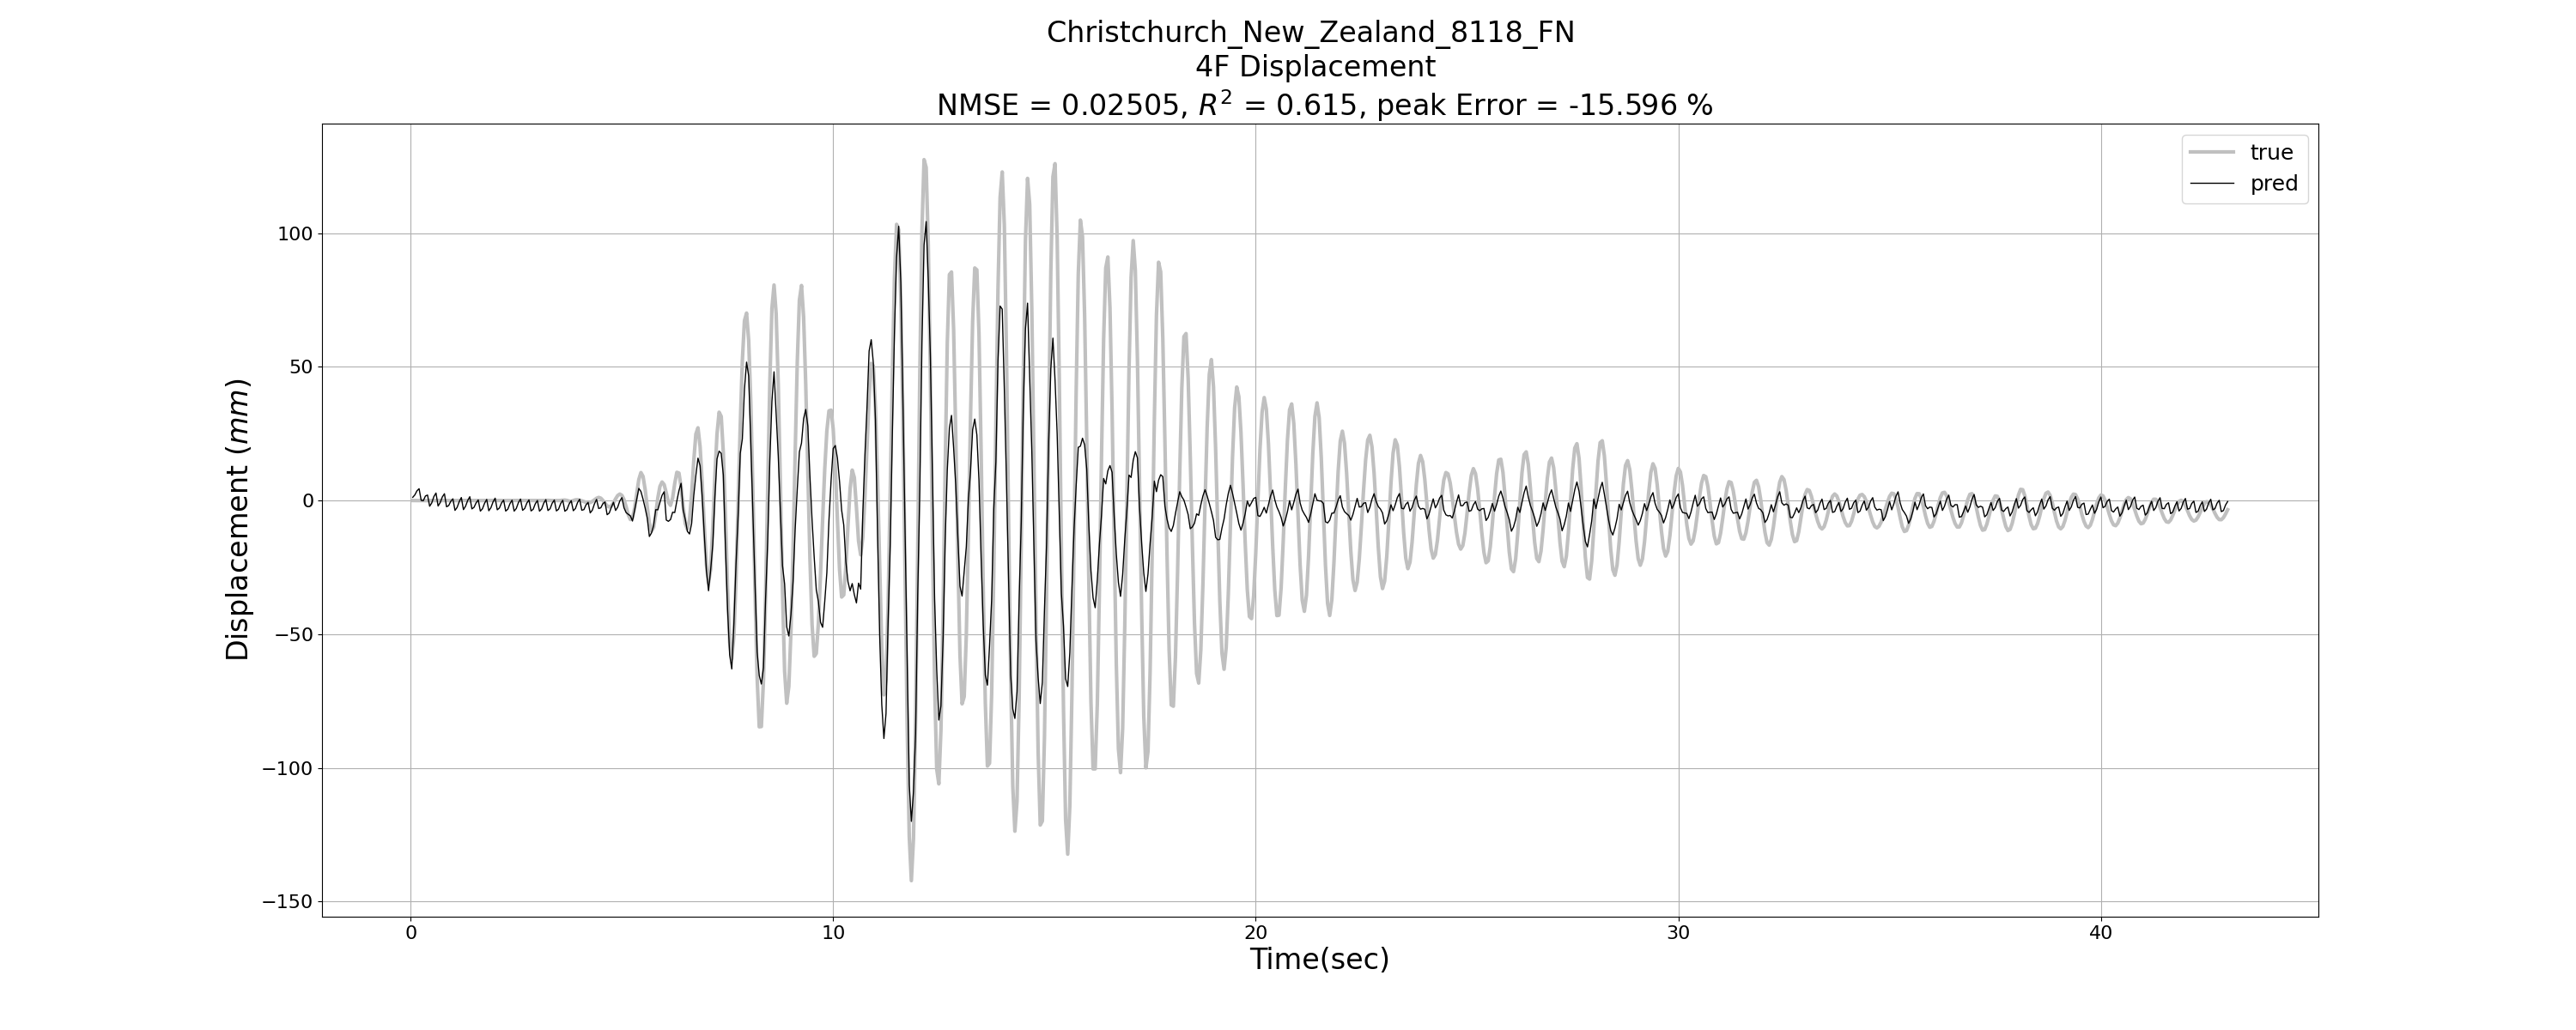 Christchurch_New_Zealand_8118_FN
4F Displacement
NMSE = 0.02505, R² = 0.615, peak Error = -15.596 %
true
pred
Displacement (mm)
100
50
0
−50
−100
−150
0 10 20 30 40
Time(sec)